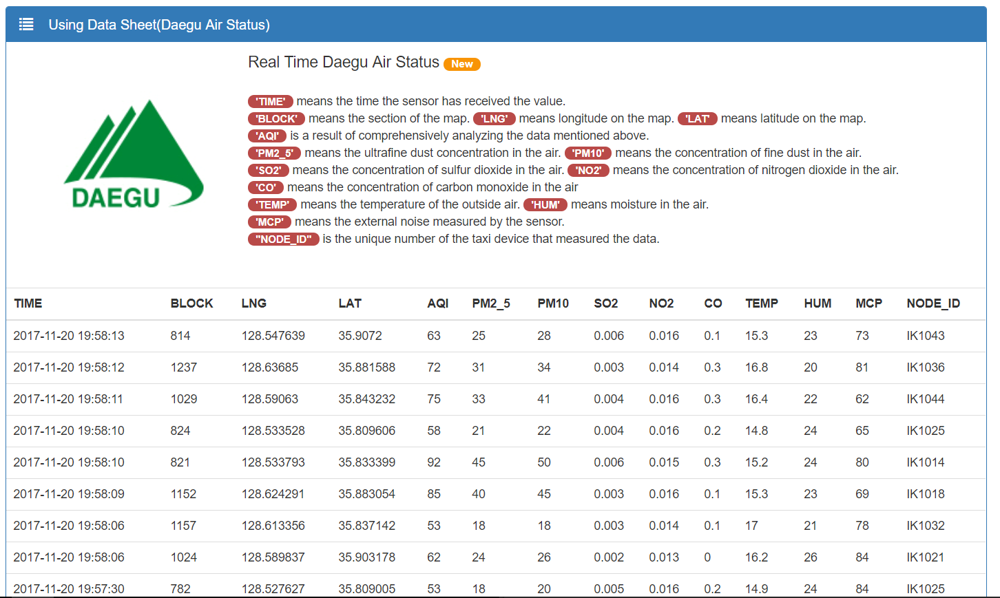 Using Data Sheet(Daegu Air Status)
Real Time Daegu Air Status New
'TIME' means the time the sensor has received the value.
'BLOCK' means the section of the map. 'LNG' means longitude on the map. 'LAT' means latitude on the map.
'AQI' is a result of comprehensively analyzing the data mentioned above.
'PM2_5' means the ultrafine dust concentration in the air. 'PM10' means the concentration of fine dust in the air.
'SO2' means the concentration of sulfur dioxide in the air. 'NO2' means the concentration of nitrogen dioxide in the air.
'CO' means the concentration of carbon monoxide in the air
'TEMP' means the temperature of the outside air. 'HUM' means moisture in the air.
'MCP' means the external noise measured by the sensor.
"NODE_ID" is the unique number of the taxi device that measured the data.
DAEGU
TIME BLOCK LNG LAT AQI PM2_5 PM10 SO2 NO2 CO TEMP HUM MCP NODE_ID
2017-11-20 19:58:13 814 128.547639 35.9072 63 25 28 0.006 0.016 0.1 15.3 23 73 IK1043
2017-11-20 19:58:12 1237 128.63685 35.881588 72 31 34 0.003 0.014 0.3 16.8 20 81 IK1036
2017-11-20 19:58:11 1029 128.59063 35.843232 75 33 41 0.004 0.016 0.3 16.4 22 62 IK1044
2017-11-20 19:58:10 824 128.533528 35.809606 58 21 22 0.004 0.016 0.2 14.8 24 65 IK1025
2017-11-20 19:58:10 821 128.533793 35.833399 92 45 50 0.006 0.015 0.3 15.2 24 80 IK1014
2017-11-20 19:58:09 1152 128.624291 35.883054 85 40 45 0.003 0.016 0.1 15.3 23 69 IK1018
2017-11-20 19:58:06 1157 128.613356 35.837142 53 18 18 0.003 0.014 0.1 17 21 78 IK1032
2017-11-20 19:58:06 1024 128.589837 35.903178 62 24 26 0.002 0.013 0 16.2 26 84 IK1021
2017-11-20 19:57:30 782 128.527627 35.809005 53 18 20 0.005 0.016 0.2 14.9 24 84 IK1025